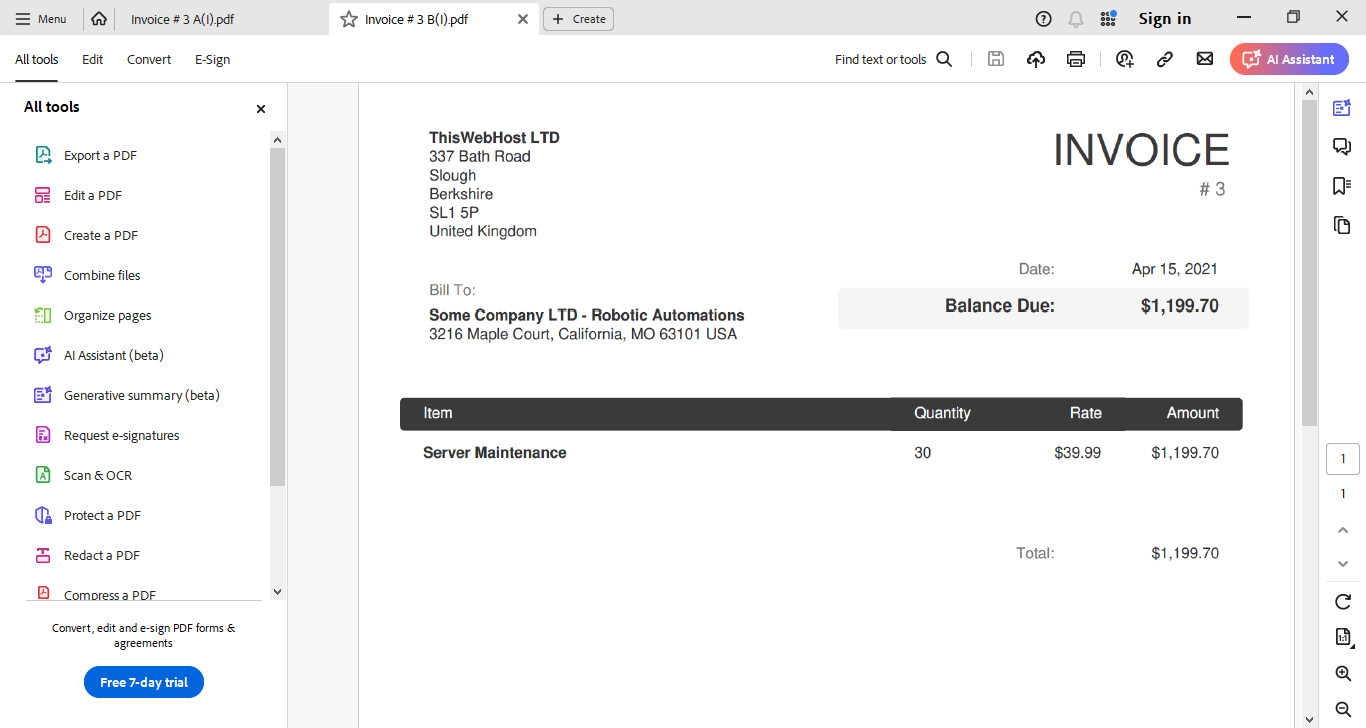 Menu
Invoice # 3 A(I).pdf
Invoice # 3 B(I).pdf
Create
Sign in
All tools
Edit
Convert
E-Sign
Find text or tools
AI Assistant
All tools
Export a PDF
Edit a PDF
Create a PDF
Combine files
Organize pages
AI Assistant (beta)
Generative summary (beta)
Request e-signatures
Scan & OCR
Protect a PDF
Redact a PDF
Compress a PDF
Convert, edit and e-sign PDF forms &
agreements
Free 7-day trial
ThisWebHost LTD
337 Bath Road
Slough
Berkshire
SL1 5P
United Kingdom
INVOICE
# 3
Date: Apr 15, 2021
Balance Due: $1,199.70
Bill To:
Some Company LTD - Robotic Automations
3216 Maple Court, California, MO 63101 USA
Item Quantity Rate Amount
Server Maintenance 30 $39.99 $1,199.70
Total: $1,199.70
1
1
1:1